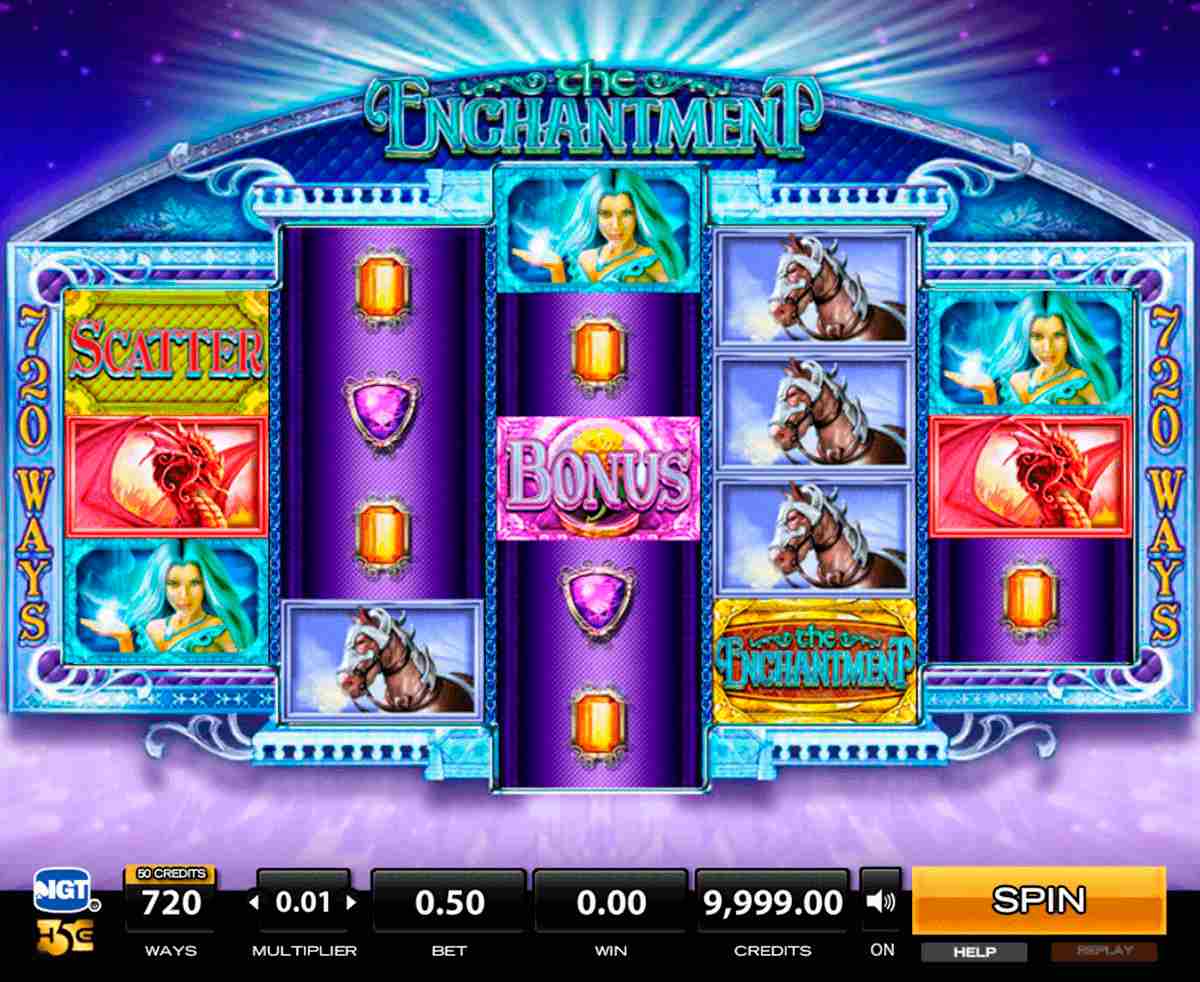 the
ENCHANTMENT
720 WAYS
720 WAYS
SCATTER
BONUS
the
ENCHANTMENT
IGT
H5G
50 CREDITS
720
WAYS
0.01
MULTIPLIER
0.50
BET
0.00
WIN
9,999.00
CREDITS
ON
SPIN
HELP
REPLAY